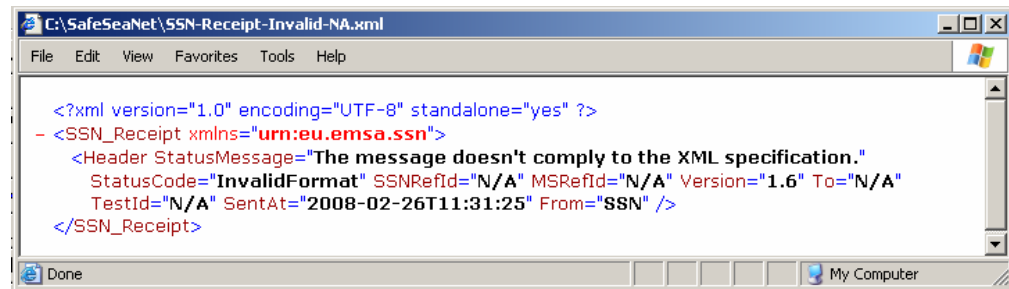 C:\SafeSeaNet\SSN-Receipt-Invalid-NA.xml
File Edit View Favorites Tools Help
<?xml version="1.0" encoding="UTF-8" standalone="yes" ?>
- <SSN_Receipt xmlns="urn:eu.emsa.ssn">
<Header StatusMessage="The message doesn't comply to the XML specification."
StatusCode="InvalidFormat" SSNRefId="N/A" MSRefId="N/A" Version="1.6" To="N/A"
TestId="N/A" SentAt="2008-02-26T11:31:25" From="SSN" />
</SSN_Receipt>
Done My Computer